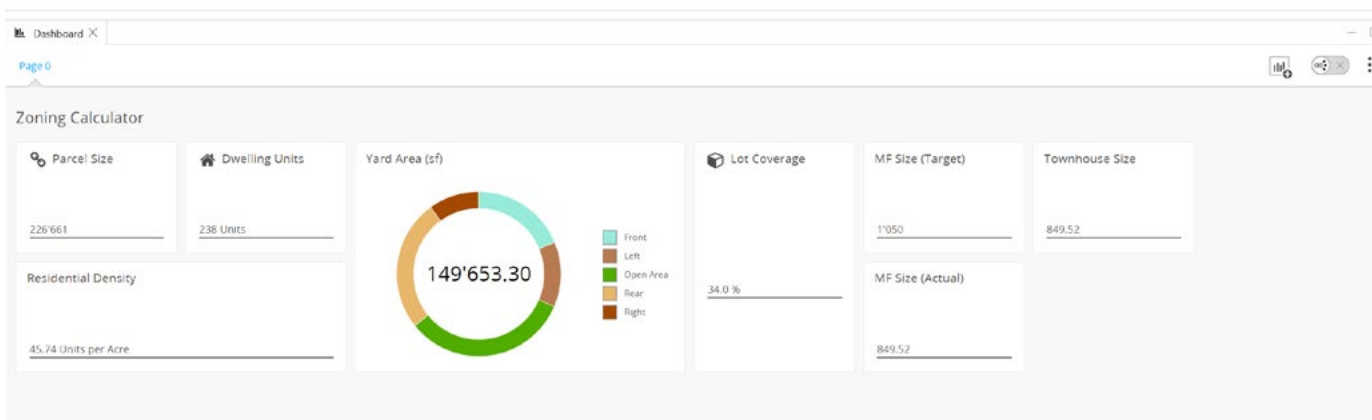 Dashboard
Page 0
Zoning Calculator
Parcel Size
226'661
Dwelling Units
238 Units
Residential Density
45.74 Units per Acre
Yard Area (sf)
149'653.30
Front
Left
Open Area
Rear
Right
Lot Coverage
34.0 %
MF Size (Target)
1'050
MF Size (Actual)
849.52
Townhouse Size
849.52